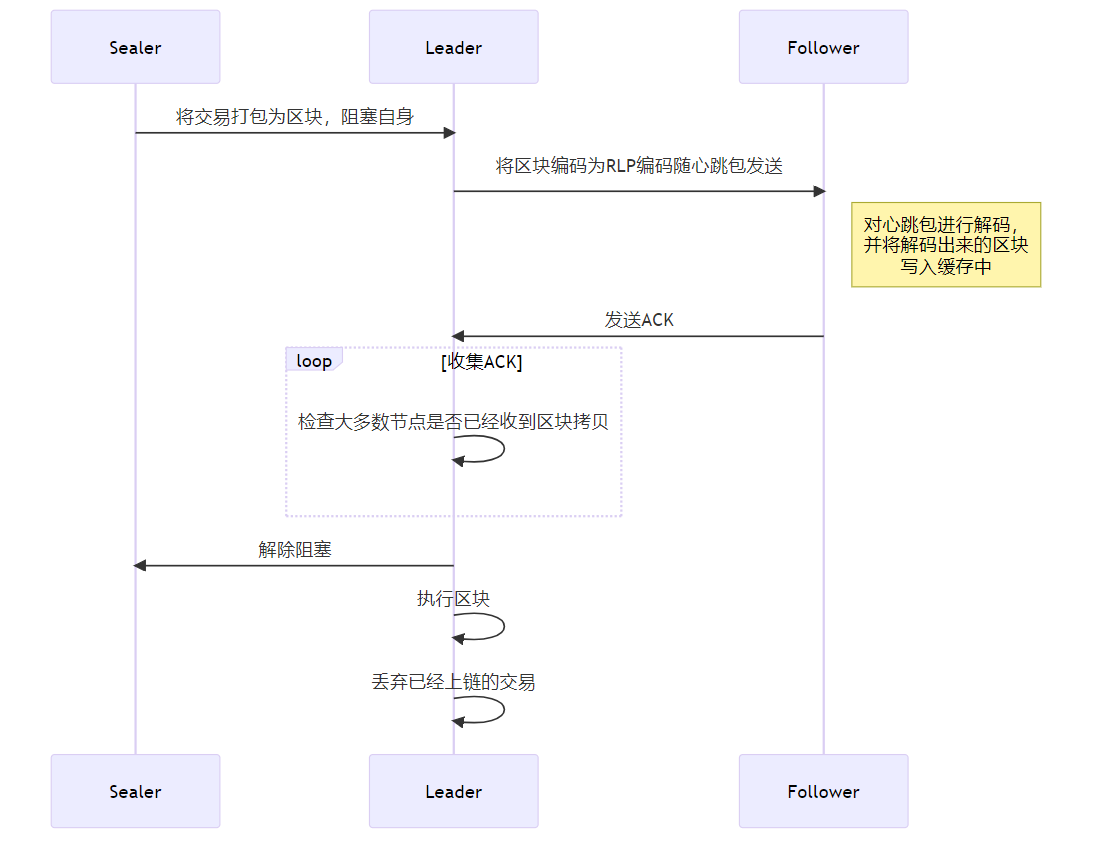 Sealer
Leader
Follower
将交易打包为区块，阻塞自身
将区块编码为RLP编码随心跳包发送
对心跳包进行解码，
并将解码出来的区块
写入缓存中
发送ACK
loop
[收集ACK]
检查大多数节点是否已经收到区块拷贝
解除阻塞
执行区块
丢弃已经上链的交易
Sealer
Leader
Follower